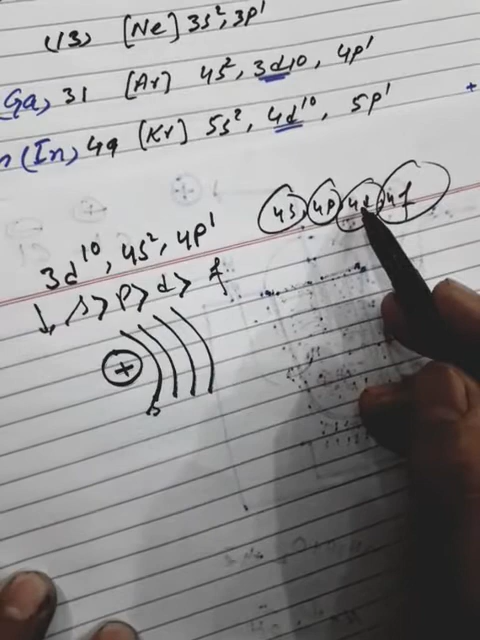 (13) [Ne] 3s², 3p¹
(Ga) 31 [Ar] 4s², 3d10, 4p¹
(In) 49 [Kr] 5s², 4d¹⁰, 5p¹
4s, 4p, 4d, 4f
3d¹⁰, 4s², 4p¹
s > p > d > f
+
s